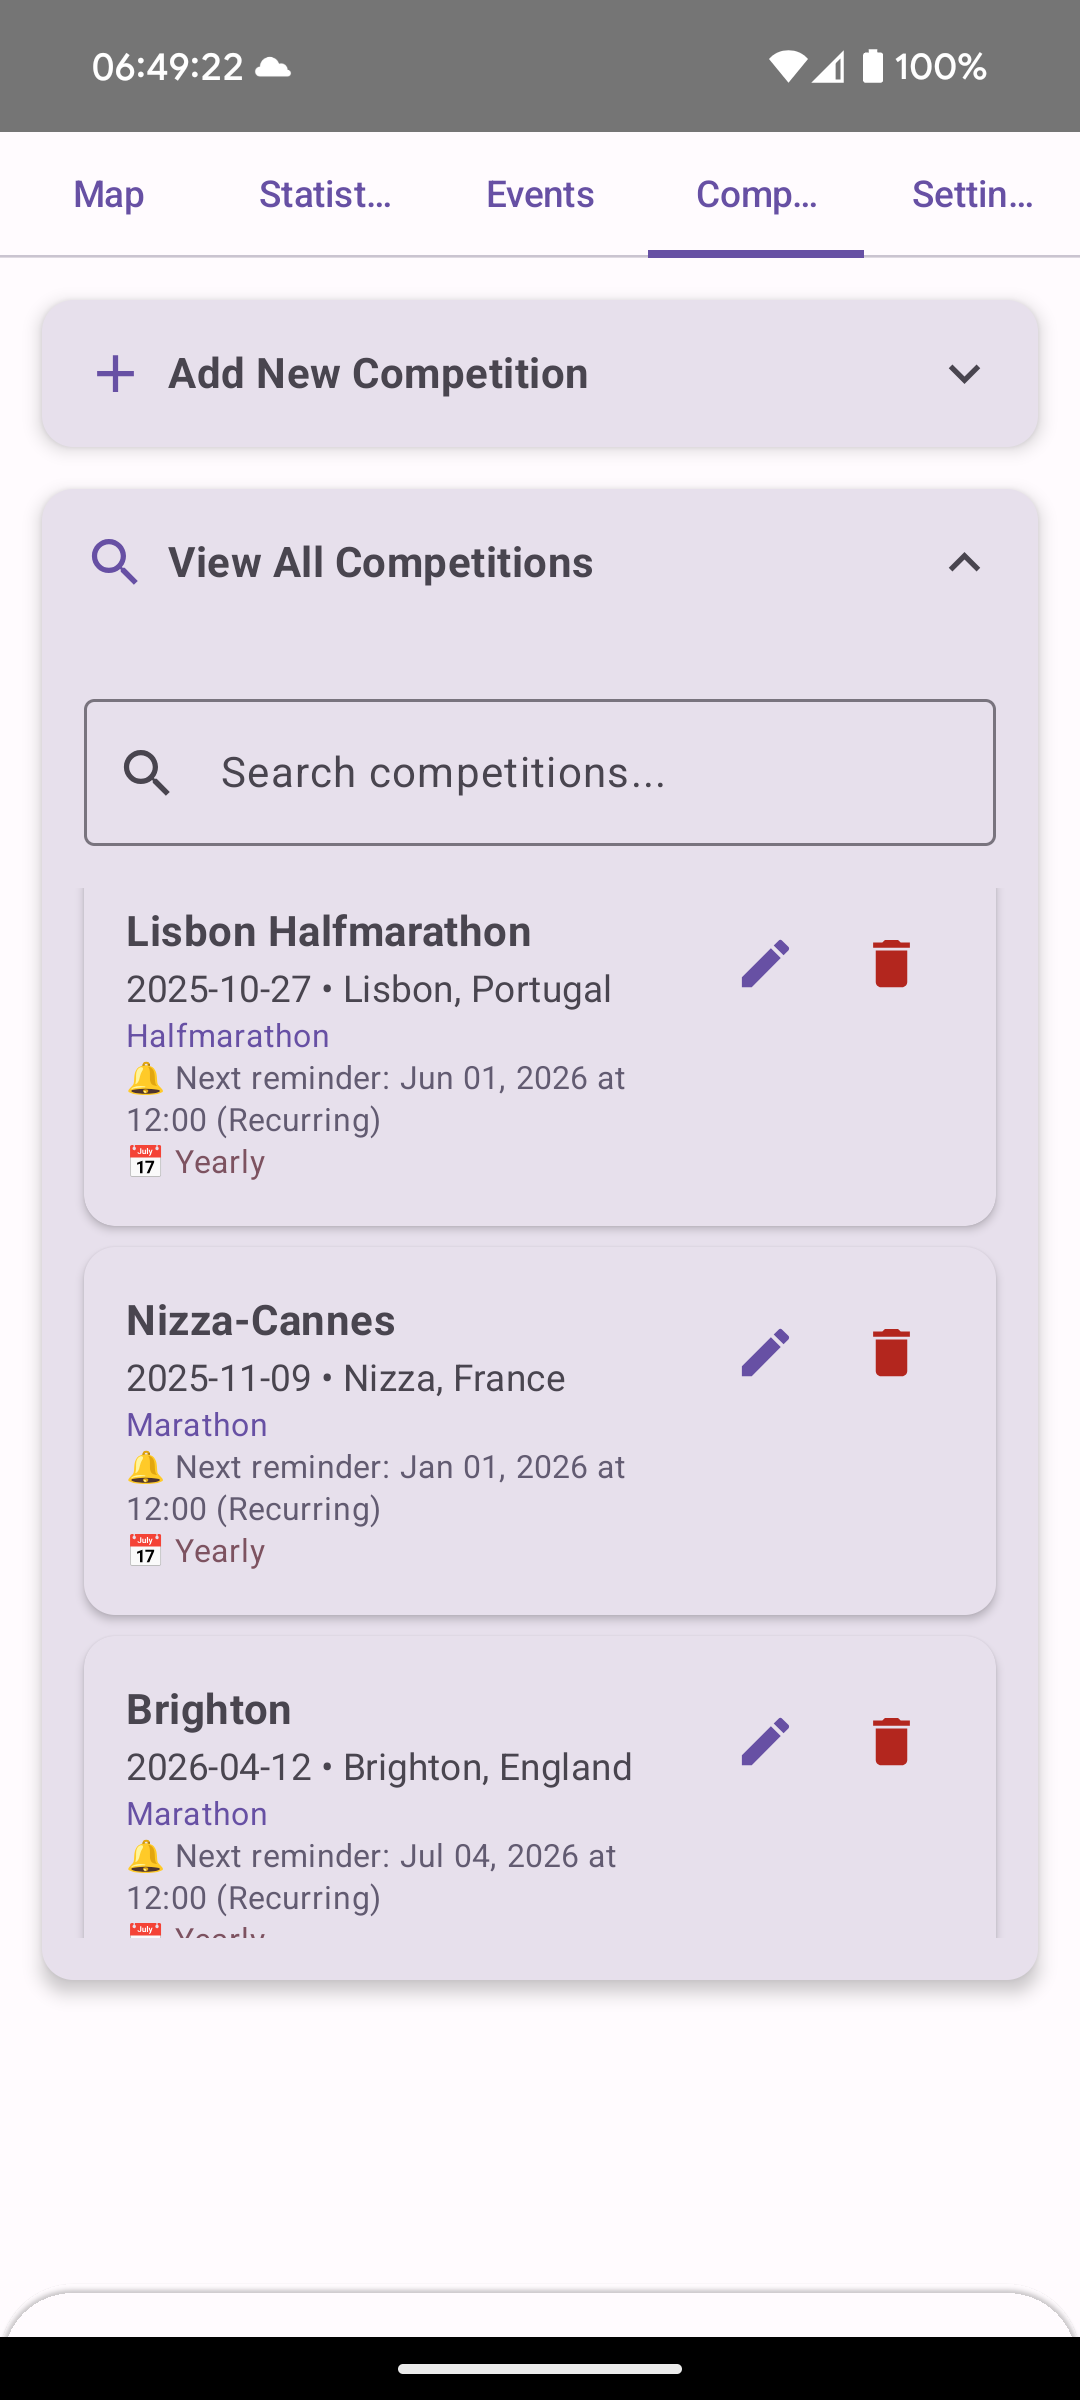 06:49:22 100%
Map Statist... Events Comp... Settin...
Add New Competition
View All Competitions
Search competitions...
Lisbon Halfmarathon
2025-10-27 • Lisbon, Portugal
Halfmarathon
🔔 Next reminder: Jun 01, 2026 at
12:00 (Recurring)
📅 Yearly
Nizza-Cannes
2025-11-09 • Nizza, France
Marathon
🔔 Next reminder: Jan 01, 2026 at
12:00 (Recurring)
📅 Yearly
Brighton
2026-04-12 • Brighton, England
Marathon
🔔 Next reminder: Jul 04, 2026 at
12:00 (Recurring)
📅 Yearly